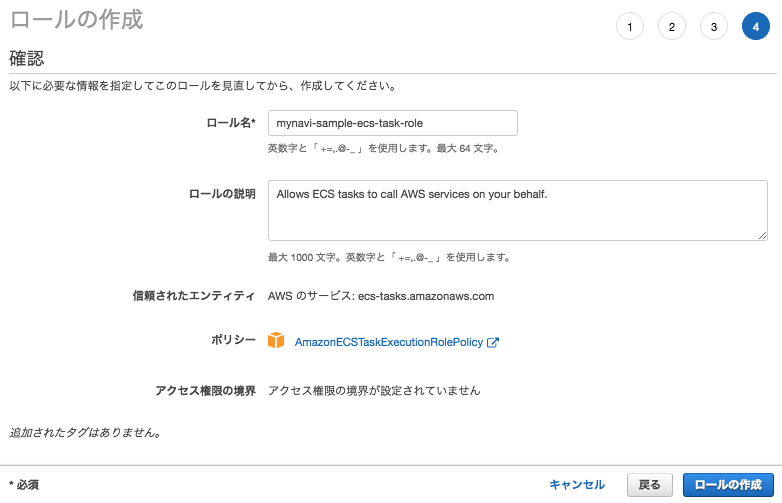 ロールの作成
1 2 3 4
確認
以下に必要な情報を指定してこのロールを見直してから、作成してください。
ロール名* mynavi-sample-ecs-task-role
英数字と「 +=,.@-_ 」を使用します。最大 64 文字。
ロールの説明 Allows ECS tasks to call AWS services on your behalf.
最大 1000 文字。英数字と「 +=,.@-_ 」を使用します。
信頼されたエンティティ AWS のサービス: ecs-tasks.amazonaws.com
ポリシー AmazonECSTaskExecutionRolePolicy
アクセス権限の境界 アクセス権限の境界が設定されていません
追加されたタグはありません。
* 必須 キャンセル 戻る ロールの作成